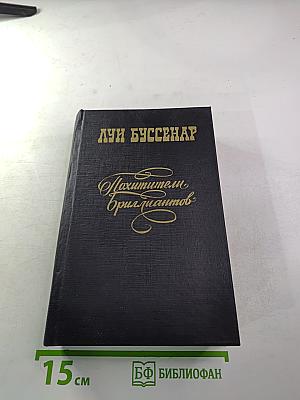 ЛУИ БУССЕНАР
Похитители
бриллиантов
15 см
БФ БИБЛИОФАН